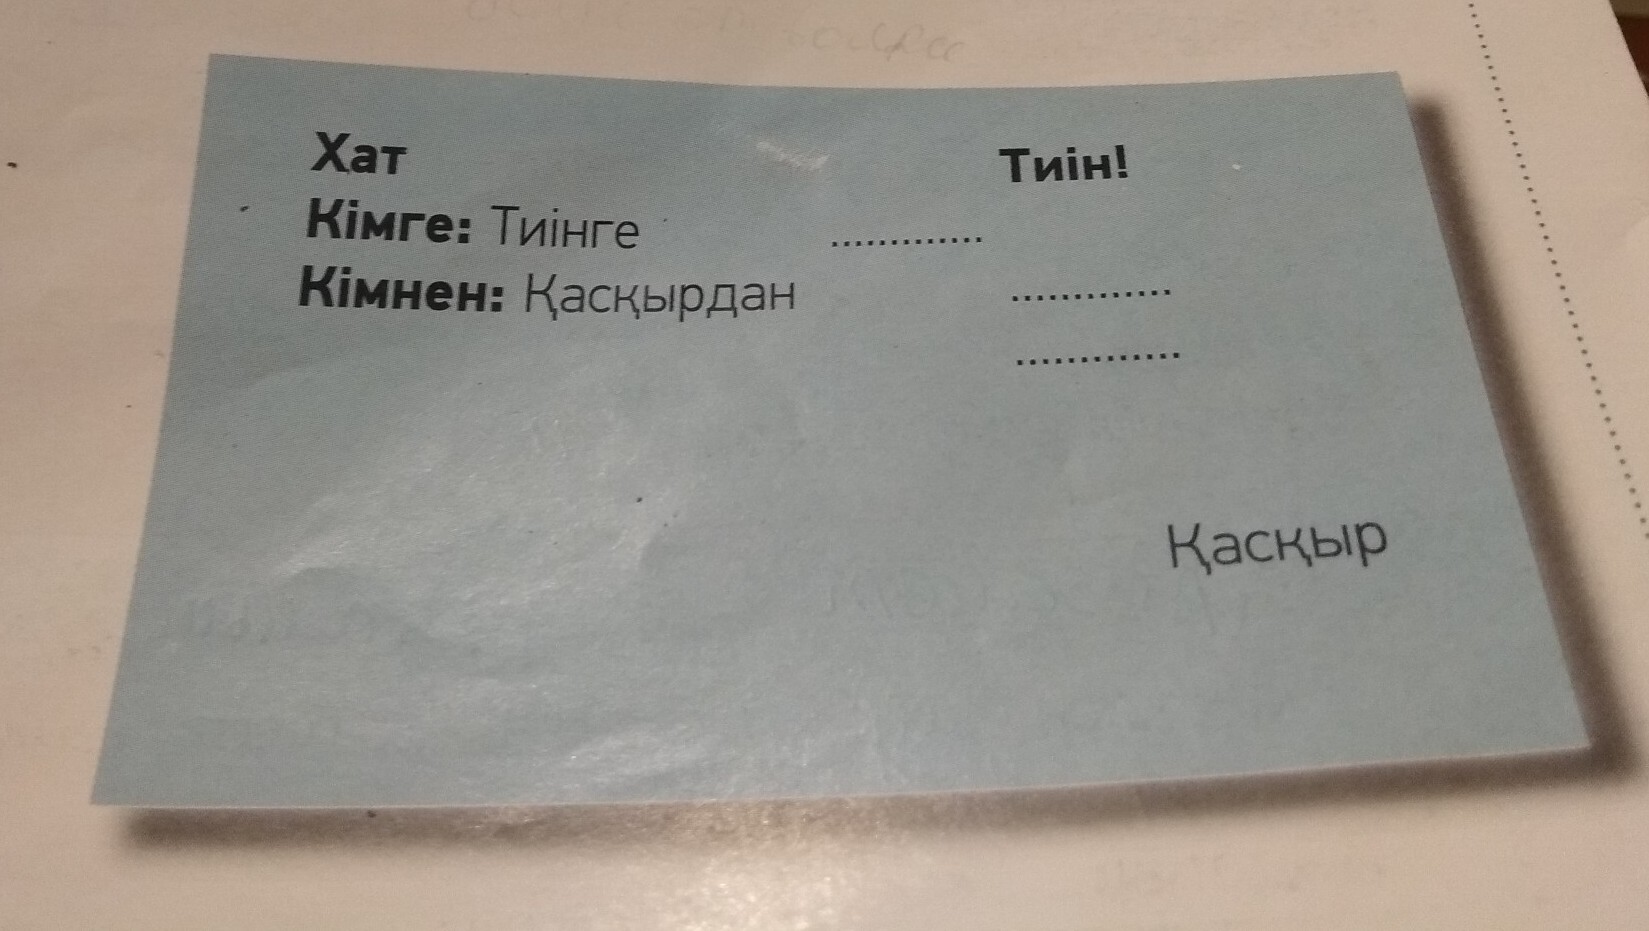 Хат
Кімге: Тиінге
Кімнен: Қасқырдан
Тиін!
.............
.............
.............
Қасқыр